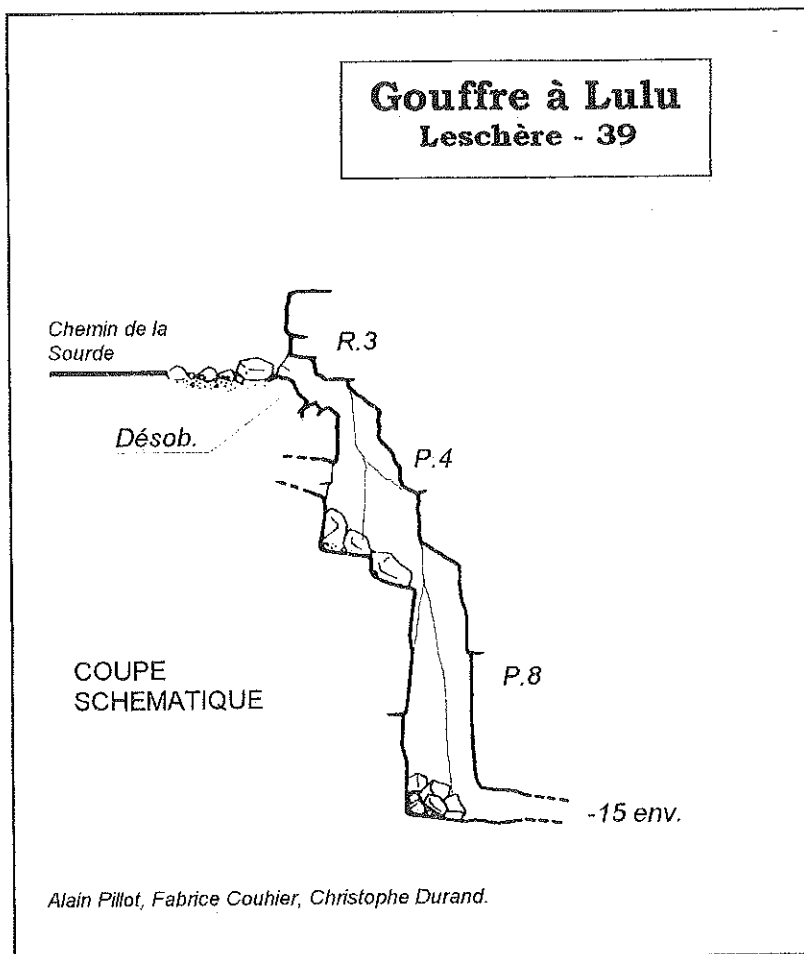 Gouffre à Lulu
Leschère - 39
Chemin de la
Sourde
R.3
Désob.
P.4
COUPE
SCHEMATIQUE
P.8
-15 env.
Alain Pillot, Fabrice Couhier, Christophe Durand.